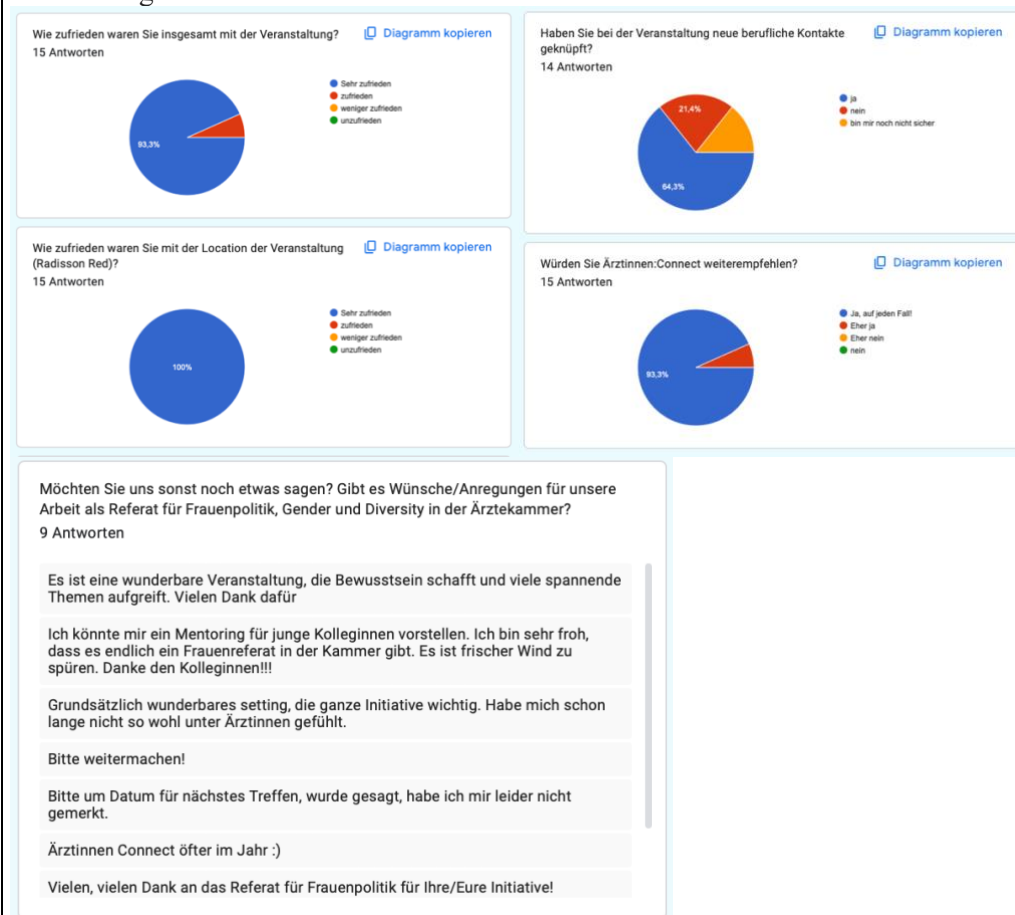 Wie zufrieden waren Sie insgesamt mit der Veranstaltung?
Diagramm kopieren
15 Antworten
93,3%
Sehr zufrieden
zufrieden
weniger zufrieden
unzufrieden
Haben Sie bei der Veranstaltung neue berufliche Kontakte
geknüpft?
Diagramm kopieren
14 Antworten
21,4%
64,3%
ja
nein
bin mir noch nicht sicher
Wie zufrieden waren Sie mit der Location der Veranstaltung
(Radisson Red)?
Diagramm kopieren
15 Antworten
100%
Sehr zufrieden
zufrieden
weniger zufrieden
unzufrieden
Würden Sie Ärztinnen:Connect weiterempfehlen?
Diagramm kopieren
15 Antworten
93,3%
Ja, auf jeden Fall!
Eher ja
Eher nein
nein
Möchten Sie uns sonst noch etwas sagen? Gibt es Wünsche/Anregungen für unsere
Arbeit als Referat für Frauenpolitik, Gender und Diversity in der Ärztekammer?
9 Antworten
Es ist eine wunderbare Veranstaltung, die Bewusstsein schafft und viele spannende
Themen aufgreift. Vielen Dank dafür
Ich könnte mir ein Mentoring für junge Kolleginnen vorstellen. Ich bin sehr froh,
dass es endlich ein Frauenreferat in der Kammer gibt. Es ist frischer Wind zu
spüren. Danke den Kolleginnen!!!
Grundsätzlich wunderbares setting, die ganze Initiative wichtig. Habe mich schon
lange nicht so wohl unter Ärztinnen gefühlt.
Bitte weitermachen!
Bitte um Datum für nächstes Treffen, wurde gesagt, habe ich mir leider nicht
gemerkt.
Ärztinnen Connect öfter im Jahr :)
Vielen, vielen Dank an das Referat für Frauenpolitik für Ihre/Eure Initiative!